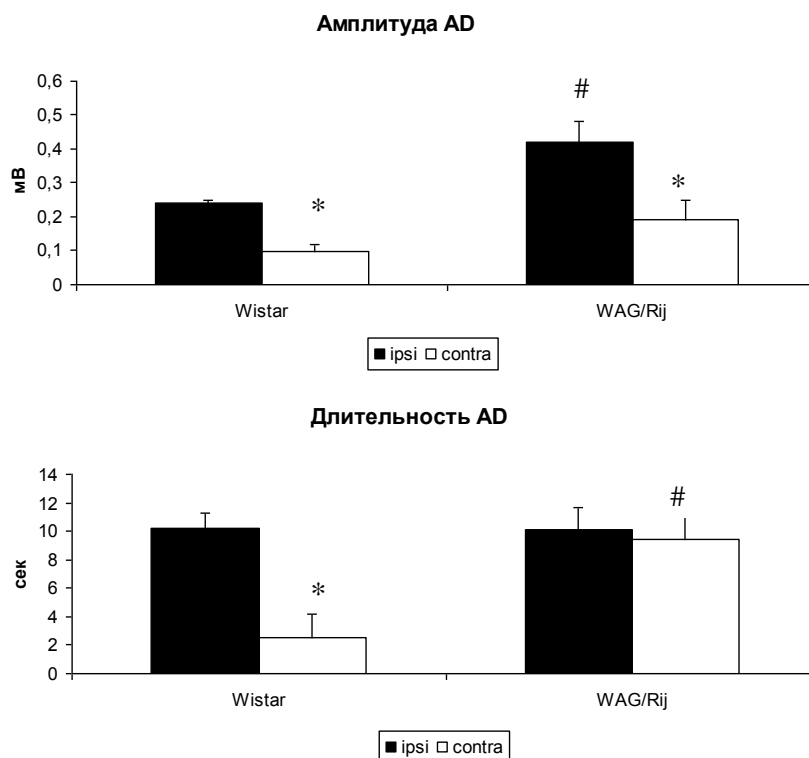 Амплитуда AD
0,6
0,5
0,4
0,3
0,2
0,1
0
мВ
#
*
*
Wistar WAG/Rij
ipsi contra
Длительность AD
14
12
10
8
6
4
2
0
сек
#
*
Wistar WAG/Rij
ipsi contra